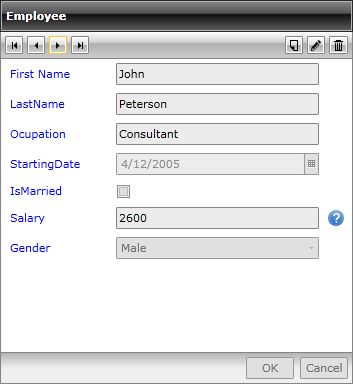 Employee
First Name John
LastName Peterson
Ocupation Consultant
StartingDate 4/12/2005
IsMarried
Salary 2600 ?
Gender Male
OK Cancel